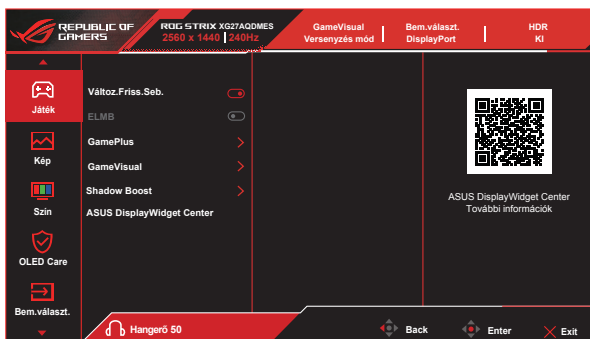 REPUBLIC OF GAMERS
ROG STRIX XG27AQDMES
2560 x 1440 240Hz
GameVisual
Versenyzés mód
Bem.választ.
DisplayPort
HDR
KI
Játék
Kép
Szín
OLED Care
Bem.választ.
Változ.Friss.Seb.
ELMB
GamePlus
GameVisual
Shadow Boost
ASUS DisplayWidget Center
ASUS DisplayWidget Center
További információk
Hangerő 50
Back
Enter
Exit